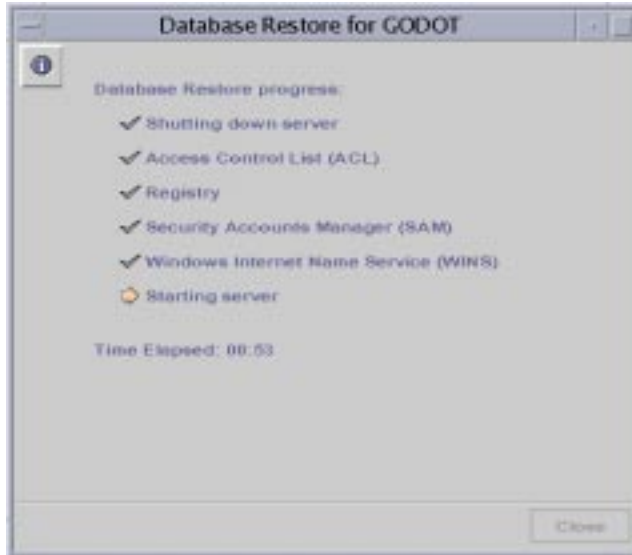 Database Restore for GODOT
Database Restore progress:
Shutting down server
Access Control List (ACL)
Registry
Security Accounts Manager (SAM)
Windows Internet Name Service (WINS)
Starting server
Time Elapsed: 00:53
Close